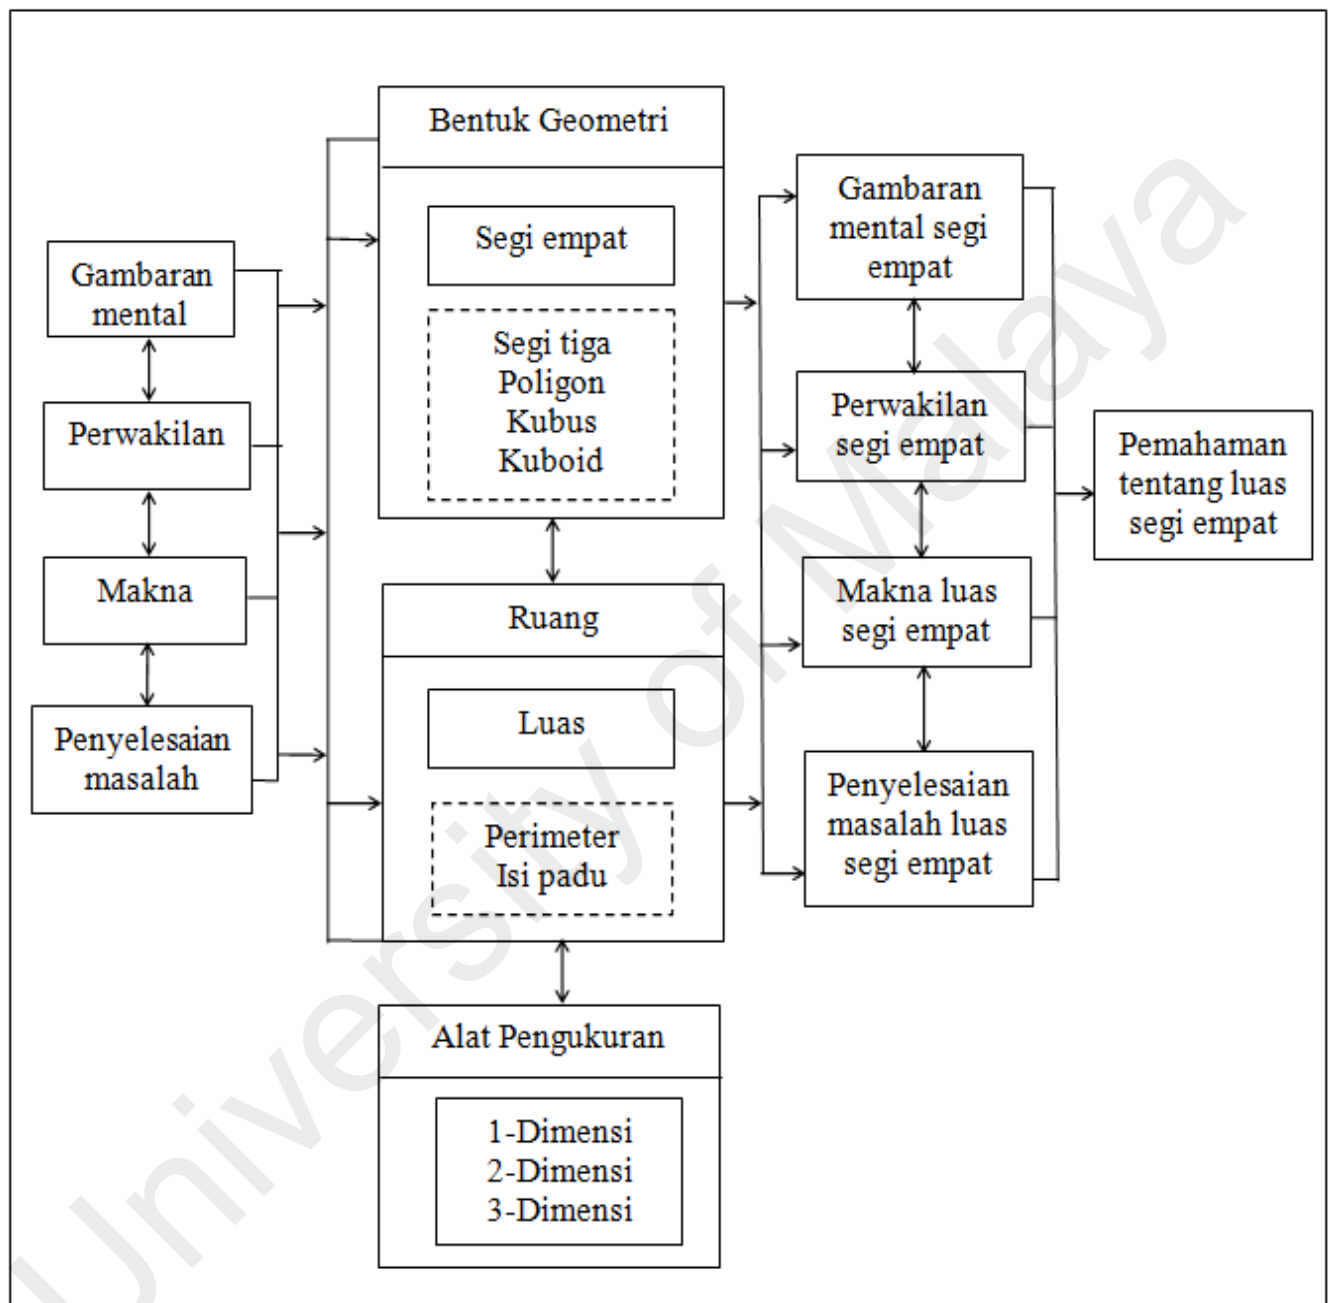 Gambaran
mental
Perwakilan
Makna
Penyelesaian
masalah
Bentuk Geometri
Segi empat
Segi tiga
Poligon
Kubus
Kuboid
Ruang
Luas
Perimeter
Isi padu
Alat Pengukuran
1-Dimensi
2-Dimensi
3-Dimensi
Gambaran
mental segi
empat
Perwakilan
segi empat
Makna luas
segi empat
Penyelesaian
masalah luas
segi empat
Pemahaman
tentang luas
segi empat
University of Malaya